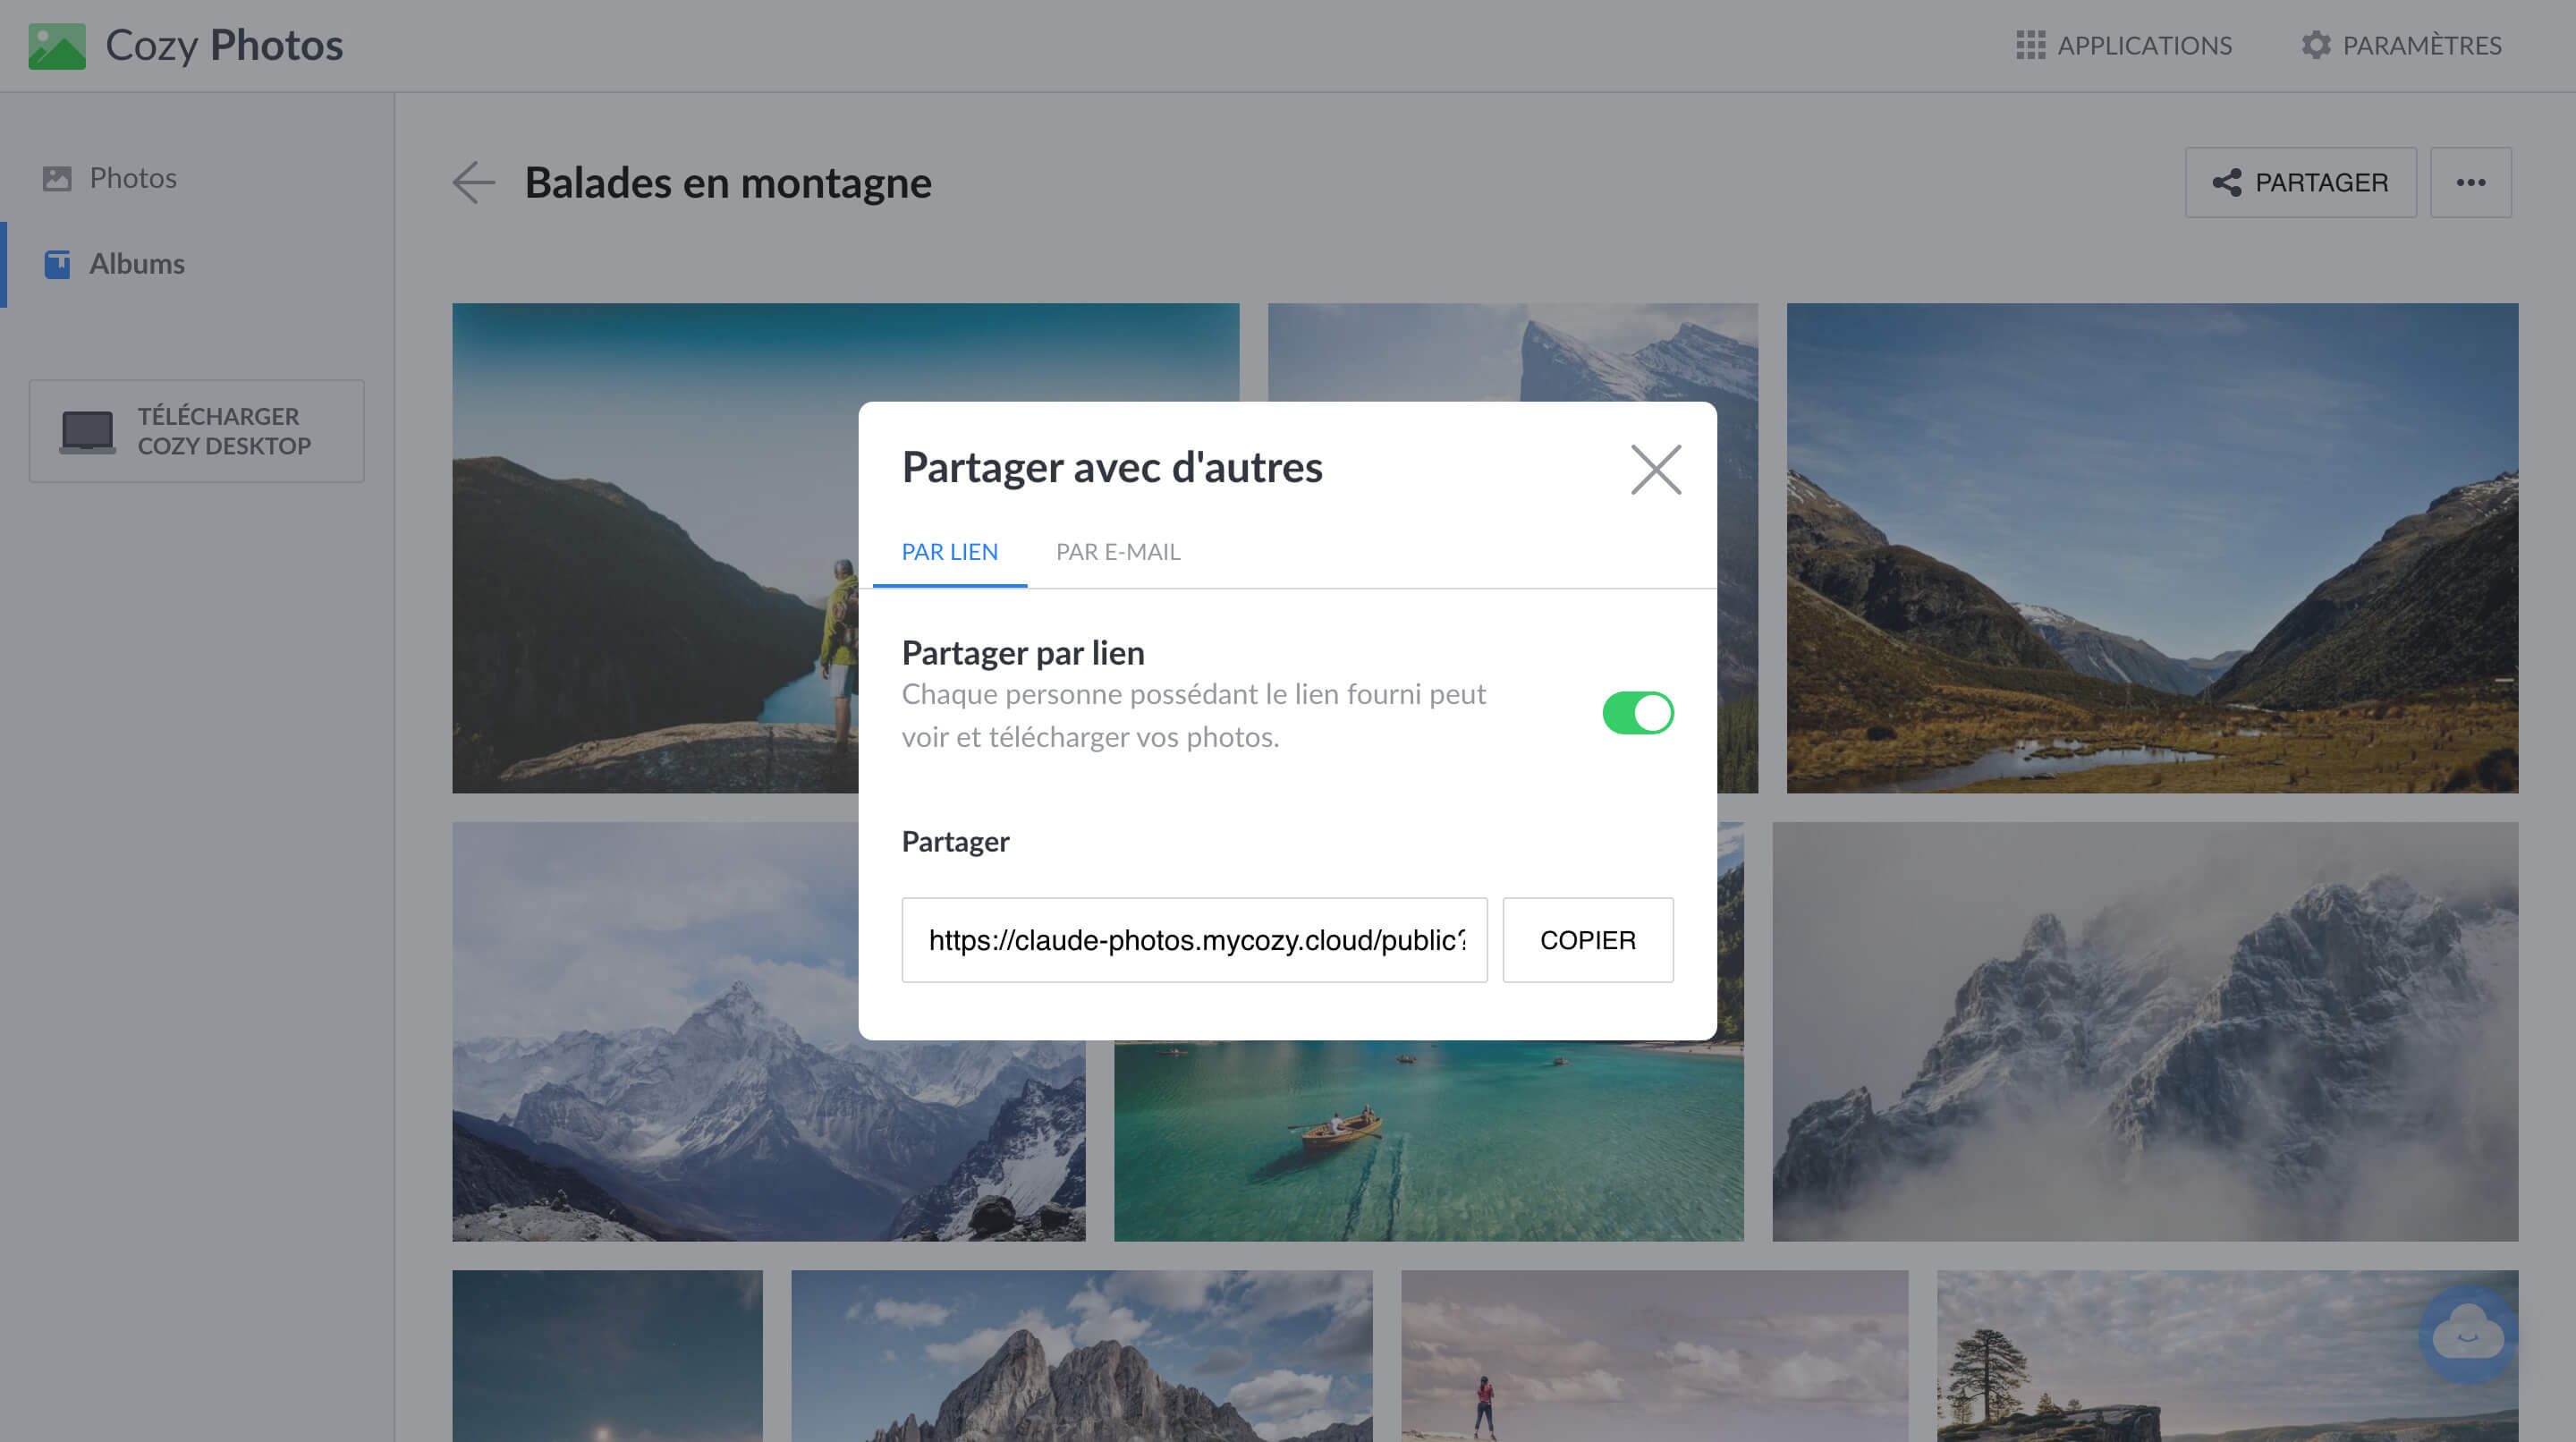 Cozy Photos
APPLICATIONS
PARAMÈTRES
Photos
Albums
TÉLÉCHARGER
COZY DESKTOP
Balades en montagne
PARTAGER
Partager avec d'autres
PAR LIEN
PAR E-MAIL
Partager par lien
Chaque personne possédant le lien fourni peut
voir et télécharger vos photos.
Partager
https://claude-photos.mycozy.cloud/public?
COPIER